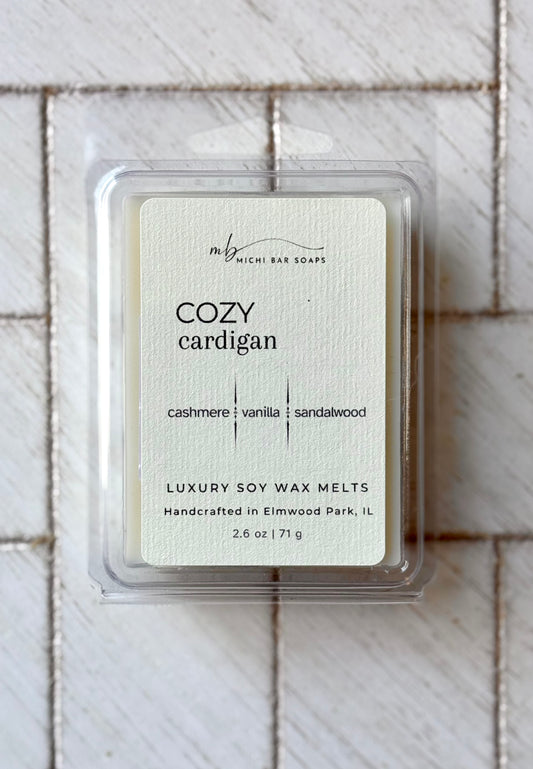 mb
MICHI BAR SOAPS
COZY
cardigan
cashmere vanilla sandalwood
LUXURY SOY WAX MELTS
Handcrafted in Elmwood Park, IL
2.6 oz | 71 g